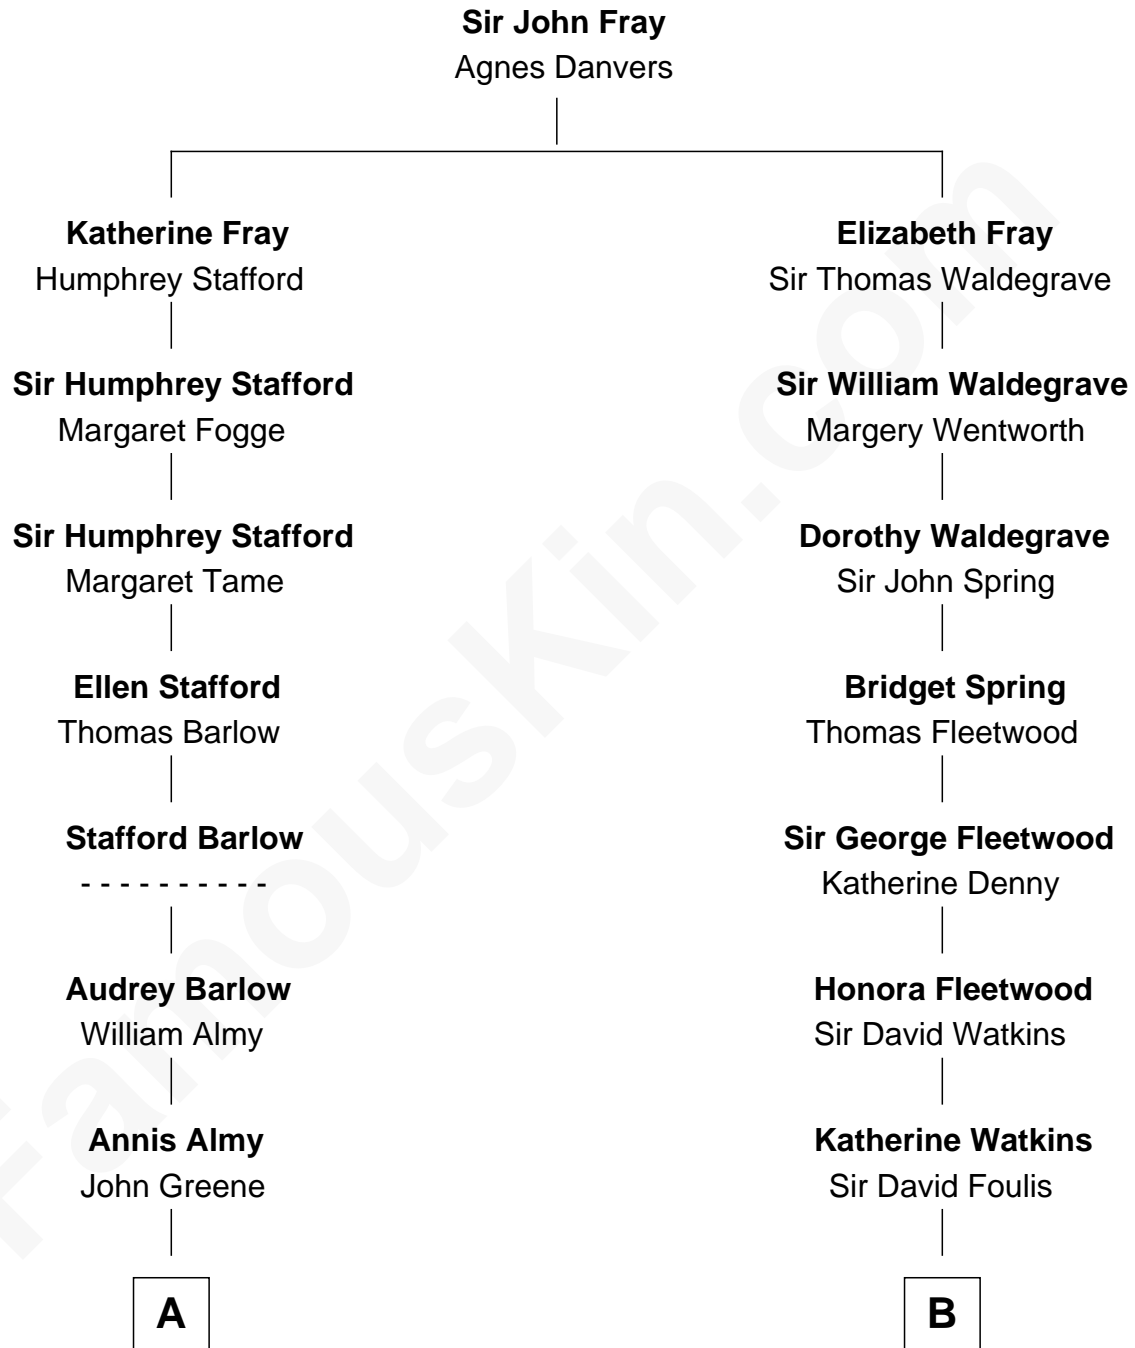 Sir John Fray
Agnes Danvers
Katherine Fray
Humphrey Stafford
Elizabeth Fray
Sir Thomas Waldegrave
Sir Humphrey Stafford
Margaret Fogge
Sir William Waldegrave
Margery Wentworth
Sir Humphrey Stafford
Margaret Tame
Dorothy Waldegrave
Sir John Spring
Ellen Stafford
Thomas Barlow
Bridget Spring
Thomas Fleetwood
Stafford Barlow
- - - - - - - - - -
Sir George Fleetwood
Katherine Denny
Audrey Barlow
William Almy
Honora Fleetwood
Sir David Watkins
Annis Almy
John Greene
Katherine Watkins
Sir David Foulis
A
B
FamousKin.com